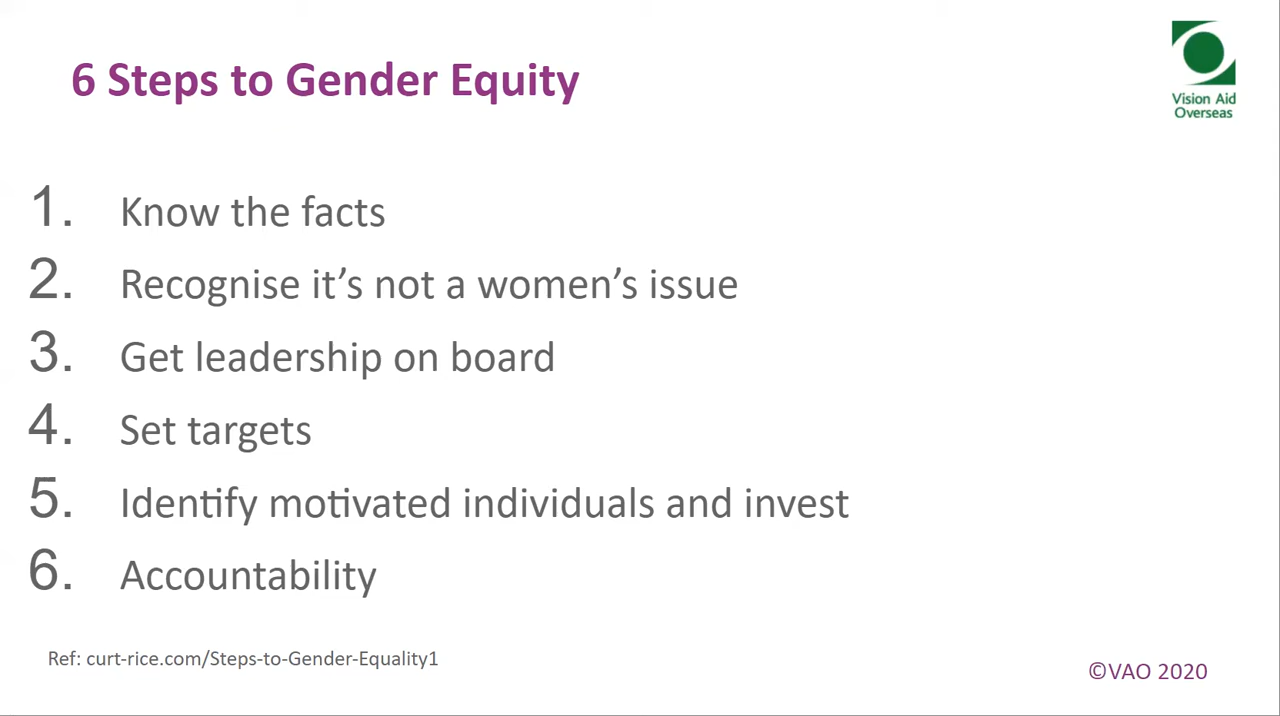 6 Steps to Gender Equity
Vision Aid
Overseas
1. Know the facts
2. Recognise it’s not a women’s issue
3. Get leadership on board
4. Set targets
5. Identify motivated individuals and invest
6. Accountability
Ref: curt-rice.com/Steps-to-Gender-Equality1
©VAO 2020